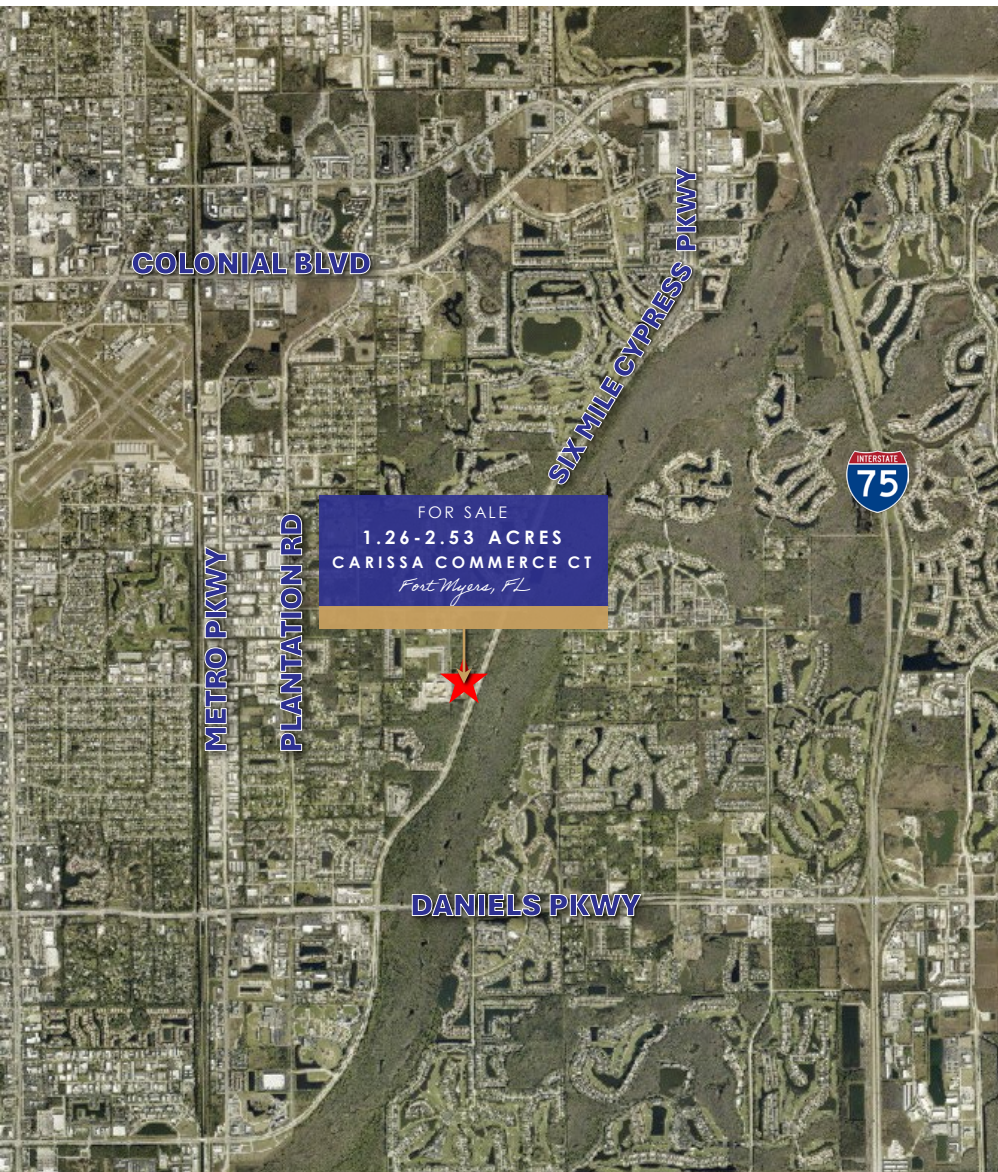 COLONIAL BLVD
SIX MILE CYPRESS PKWY
INTERSTATE
75
FOR SALE
1.26-2.53 ACRES
CARISSA COMMERCE CT
Fort Myers, FL
METRO PKWY
PLANTATION RD
DANIELS PKWY